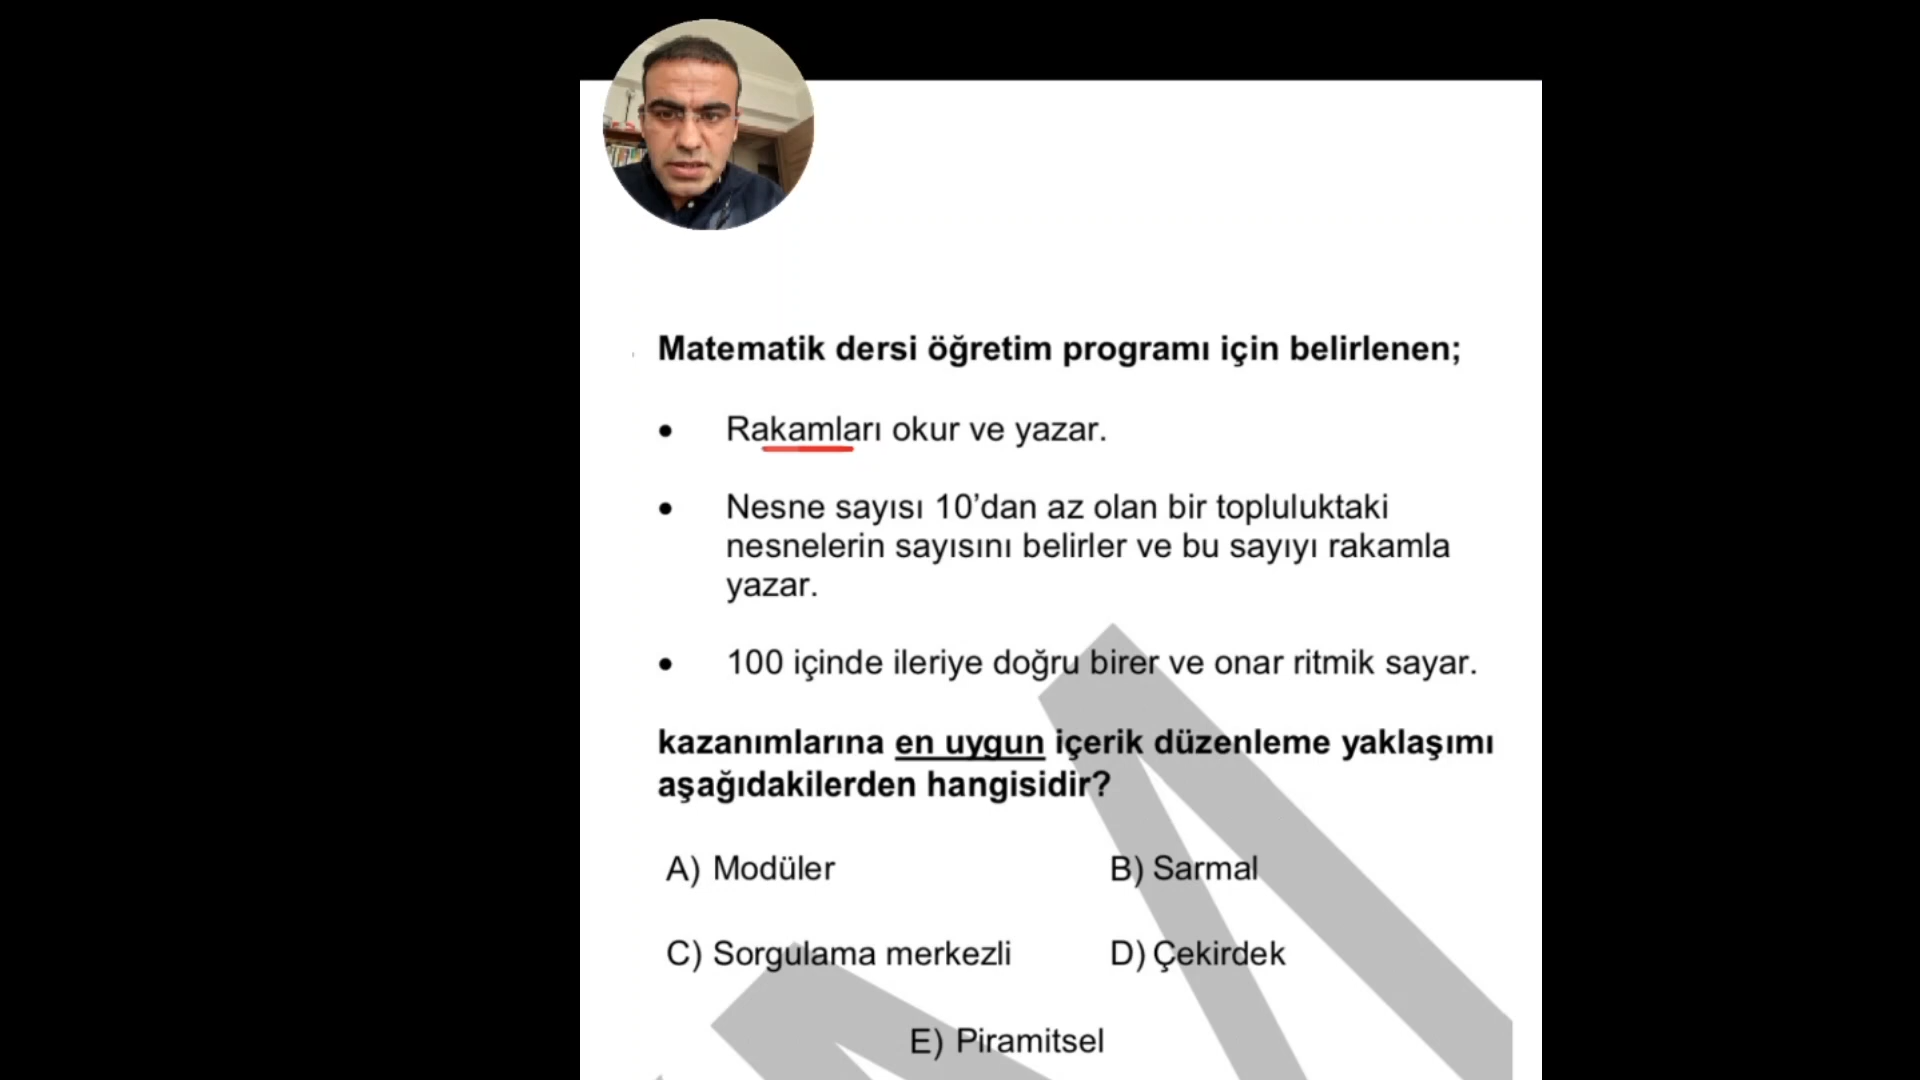 Matematik dersi öğretim programı için belirlenen;
• Rakamları okur ve yazar.
• Nesne sayısı 10’dan az olan bir topluluktaki
nesnelerin sayısını belirler ve bu sayıyı rakamla
yazar.
• 100 içinde ileriye doğru birer ve onar ritmik sayar.
kazanımlarına en uygun içerik düzenleme yaklaşımı
aşağıdakilerden hangisidir?
A) Modüler B) Sarmal
C) Sorgulama merkezli D) Çekirdek
E) Piramitsel